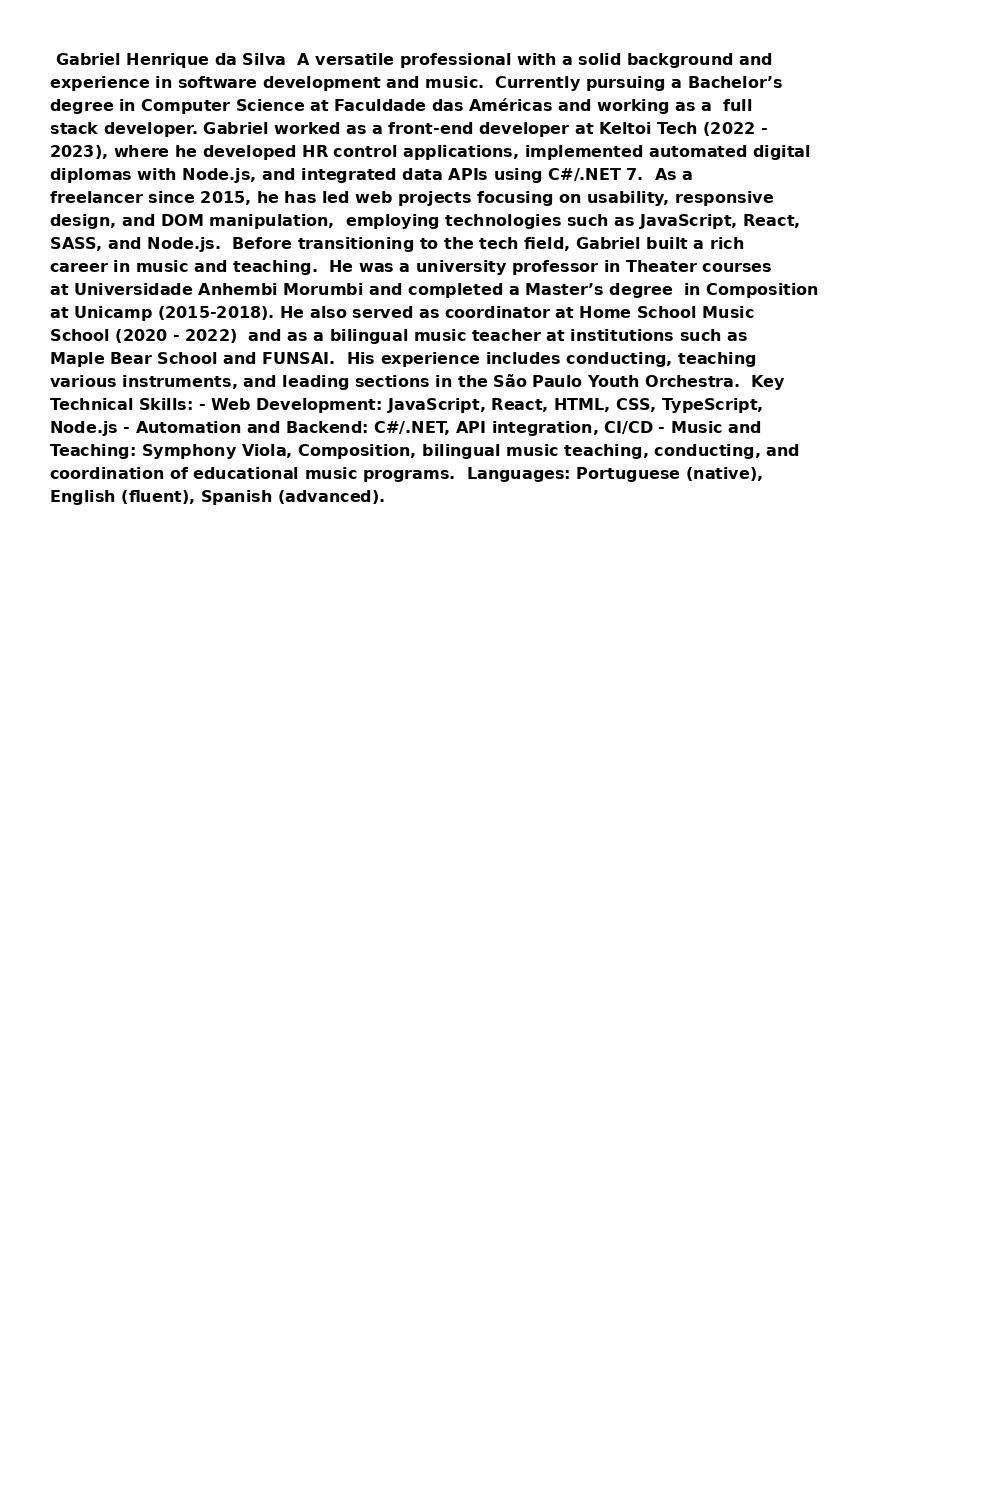 Gabriel Henrique da Silva  A versatile professional with a solid background and
experience in software development and music.  Currently pursuing a Bachelor’s
degree in Computer Science at Faculdade das Américas and working as a  full
stack developer. Gabriel worked as a front-end developer at Keltoi Tech (2022 -
2023), where he developed HR control applications, implemented automated digital
diplomas with Node.js, and integrated data APIs using C#/.NET 7.  As a
freelancer since 2015, he has led web projects focusing on usability, responsive
design, and DOM manipulation,  employing technologies such as JavaScript, React,
SASS, and Node.js.  Before transitioning to the tech field, Gabriel built a rich
career in music and teaching.  He was a university professor in Theater courses
at Universidade Anhembi Morumbi and completed a Master’s degree  in Composition
at Unicamp (2015-2018). He also served as coordinator at Home School Music
School (2020 - 2022)  and as a bilingual music teacher at institutions such as
Maple Bear School and FUNSAI.  His experience includes conducting, teaching
various instruments, and leading sections in the São Paulo Youth Orchestra.  Key
Technical Skills: - Web Development: JavaScript, React, HTML, CSS, TypeScript,
Node.js - Automation and Backend: C#/.NET, API integration, CI/CD - Music and
Teaching: Symphony Viola, Composition, bilingual music teaching, conducting, and
coordination of educational music programs.  Languages: Portuguese (native),
English (fluent), Spanish (advanced).